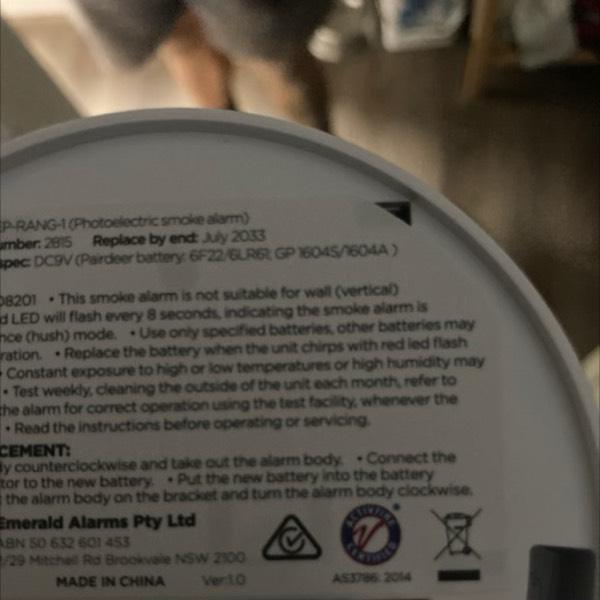 P-RANG-1 (Photoelectric smoke alarm)
umber: 2815 Replace by end: July 2033
spec: DC9V (Pairdeer battery: 6F22/6LR61; GP 1604S/1604A )
08201 • This smoke alarm is not suitable for wall (vertical)
d LED will flash every 8 seconds, indicating the smoke alarm is
nce (hush) mode. • Use only specified batteries, other batteries may
ration. • Replace the battery when the unit chirps with red led flash
• Constant exposure to high or low temperatures or high humidity may
• Test weekly, cleaning the outside of the unit each month, refer to
the alarm for correct operation using the test facility, whenever the
• Read the instructions before operating or servicing.
CEMENT:
ly counterclockwise and take out the alarm body. • Connect the
tor to the new battery. • Put the new battery into the battery
t the alarm body on the bracket and turn the alarm body clockwise.
Emerald Alarms Pty Ltd
ABN 50 632 601 453
/29 Mitchell Rd Brookvale NSW 2100
MADE IN CHINA Ver:1.0
ACTIVFIRE
CERTIFIED
AS3786: 2014